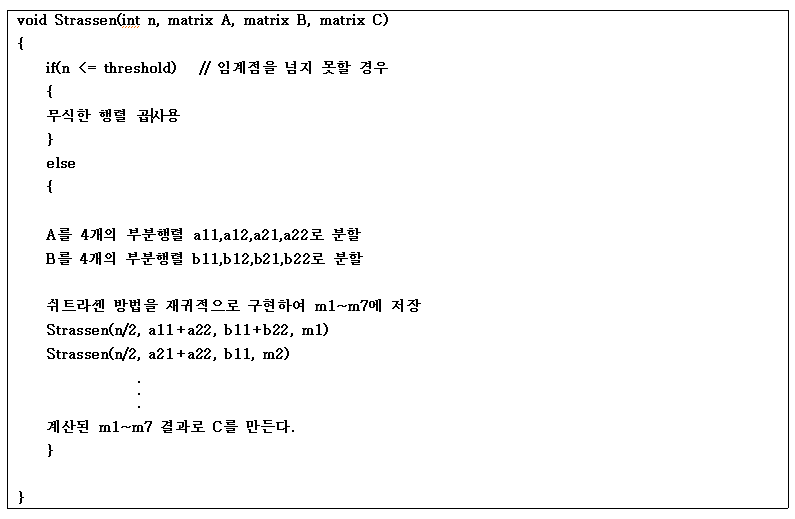 void Strassen(int n, matrix A, matrix B, matrix C)
{
if(n <= threshold) // 임계점을 넘지 못할 경우
{
무식한 행렬 곱사용
}
else
{
A를 4개의 부분행렬 a11,a12,a21,a22로 분할
B를 4개의 부분행렬 b11,b12,b21,b22로 분할
쉬트라쎈 방법을 재귀적으로 구현하여 m1~m7에 저장
Strassen(n/2, a11+a22, b11+b22, m1)
Strassen(n/2, a21+a22, b11, m2)
.
.
.
계산된 m1~m7 결과로 C를 만든다.
}
}